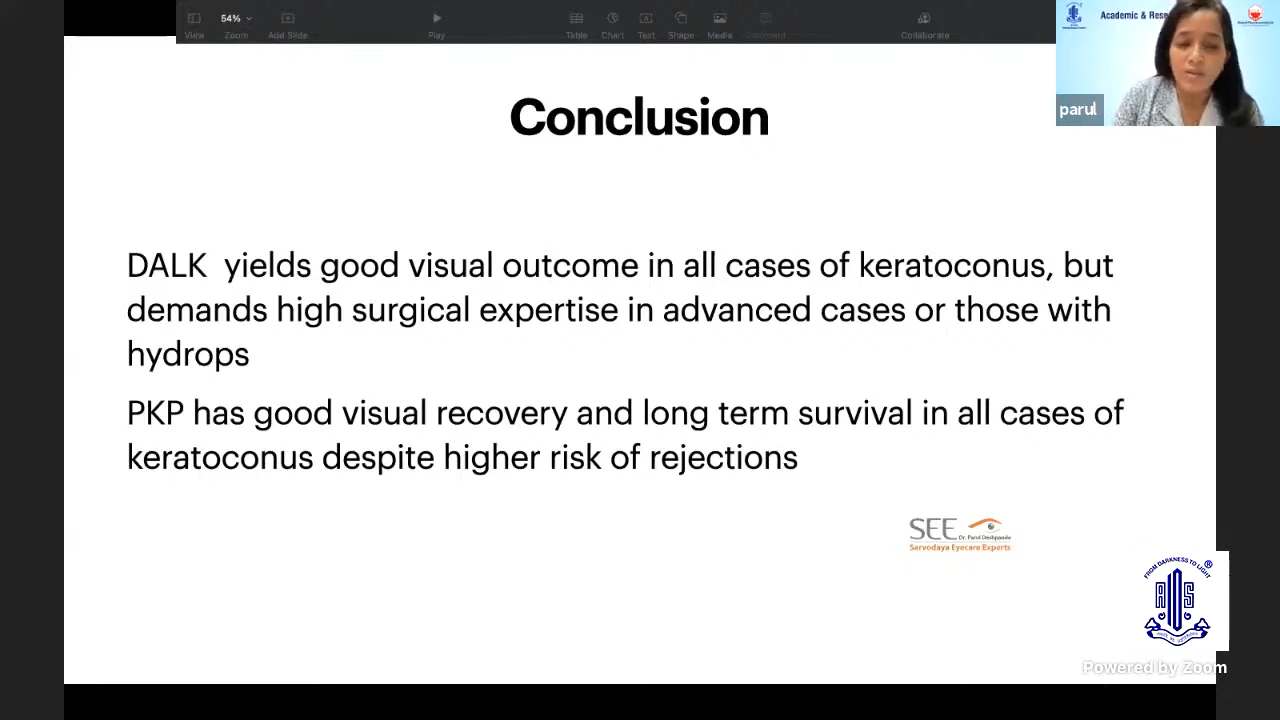 54%
View Zoom Add Slide Play Table Chart Text Shape Media Comment Collaborate
Academic & Rese
parul
Conclusion
DALK yields good visual outcome in all cases of keratoconus, but
demands high surgical expertise in advanced cases or those with
hydrops
PKP has good visual recovery and long term survival in all cases of
keratoconus despite higher risk of rejections
SEE
Dr. Parul Deshpande
Sarvodaya Eyecare Experts
FROM DARKNESS TO LIGHT
®
AIOS
Powered by Zoom